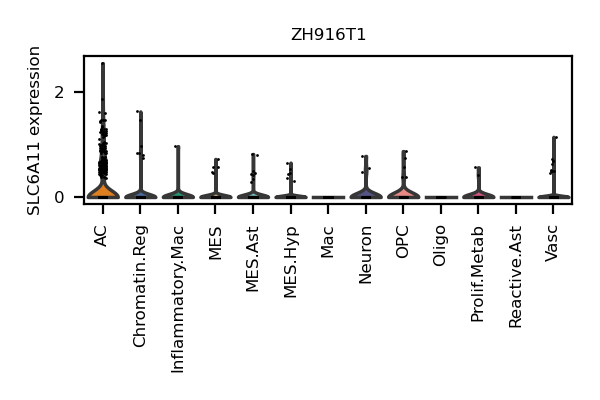 ZH916T1
SLC6A11 expression
2
0
AC
Chromatin.Reg
Inflammatory.Mac
MES
MES.Ast
MES.Hyp
Mac
Neuron
OPC
Oligo
Prolif.Metab
Reactive.Ast
Vasc